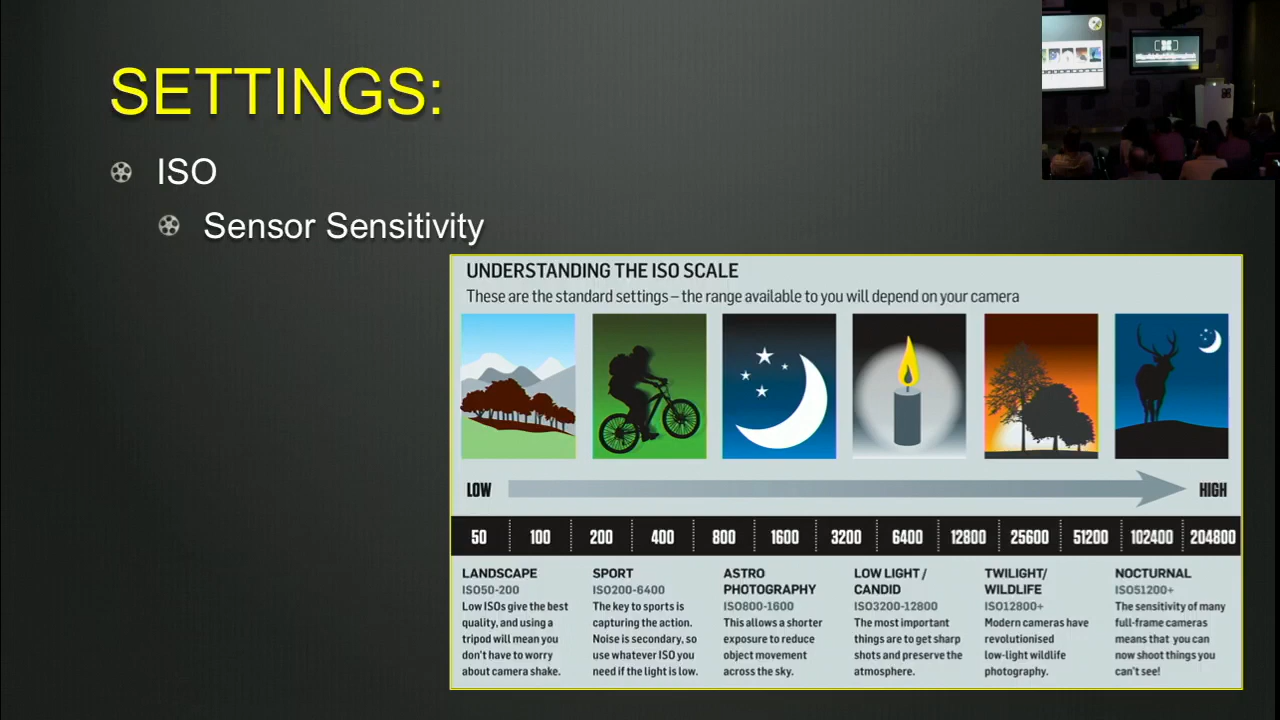 SETTINGS:
ISO
Sensor Sensitivity
UNDERSTANDING THE ISO SCALE
These are the standard settings – the range available to you will depend on your camera
LOW
HIGH
50 100 200 400 800 1600 3200 6400 12800 25600 51200 102400 204800
LANDSCAPE
ISO50-200
Low ISOs give the best
quality, and using a
tripod will mean you
don't have to worry
about camera shake.
SPORT
ISO200-6400
The key to sports is
capturing the action.
Noise is secondary, so
use whatever ISO you
need if the light is low.
ASTRO
PHOTOGRAPHY
ISO800-1600
This allows a shorter
exposure to reduce
object movement
across the sky.
LOW LIGHT /
CANDID
ISO3200-12800
The most important
things are to get sharp
shots and preserve the
atmosphere.
TWILIGHT/
WILDLIFE
ISO12800+
Modern cameras have
revolutionised
low-light wildlife
photography.
NOCTURNAL
ISO51200+
The sensitivity of many
full-frame cameras
means that you can
now shoot things you
can't see!